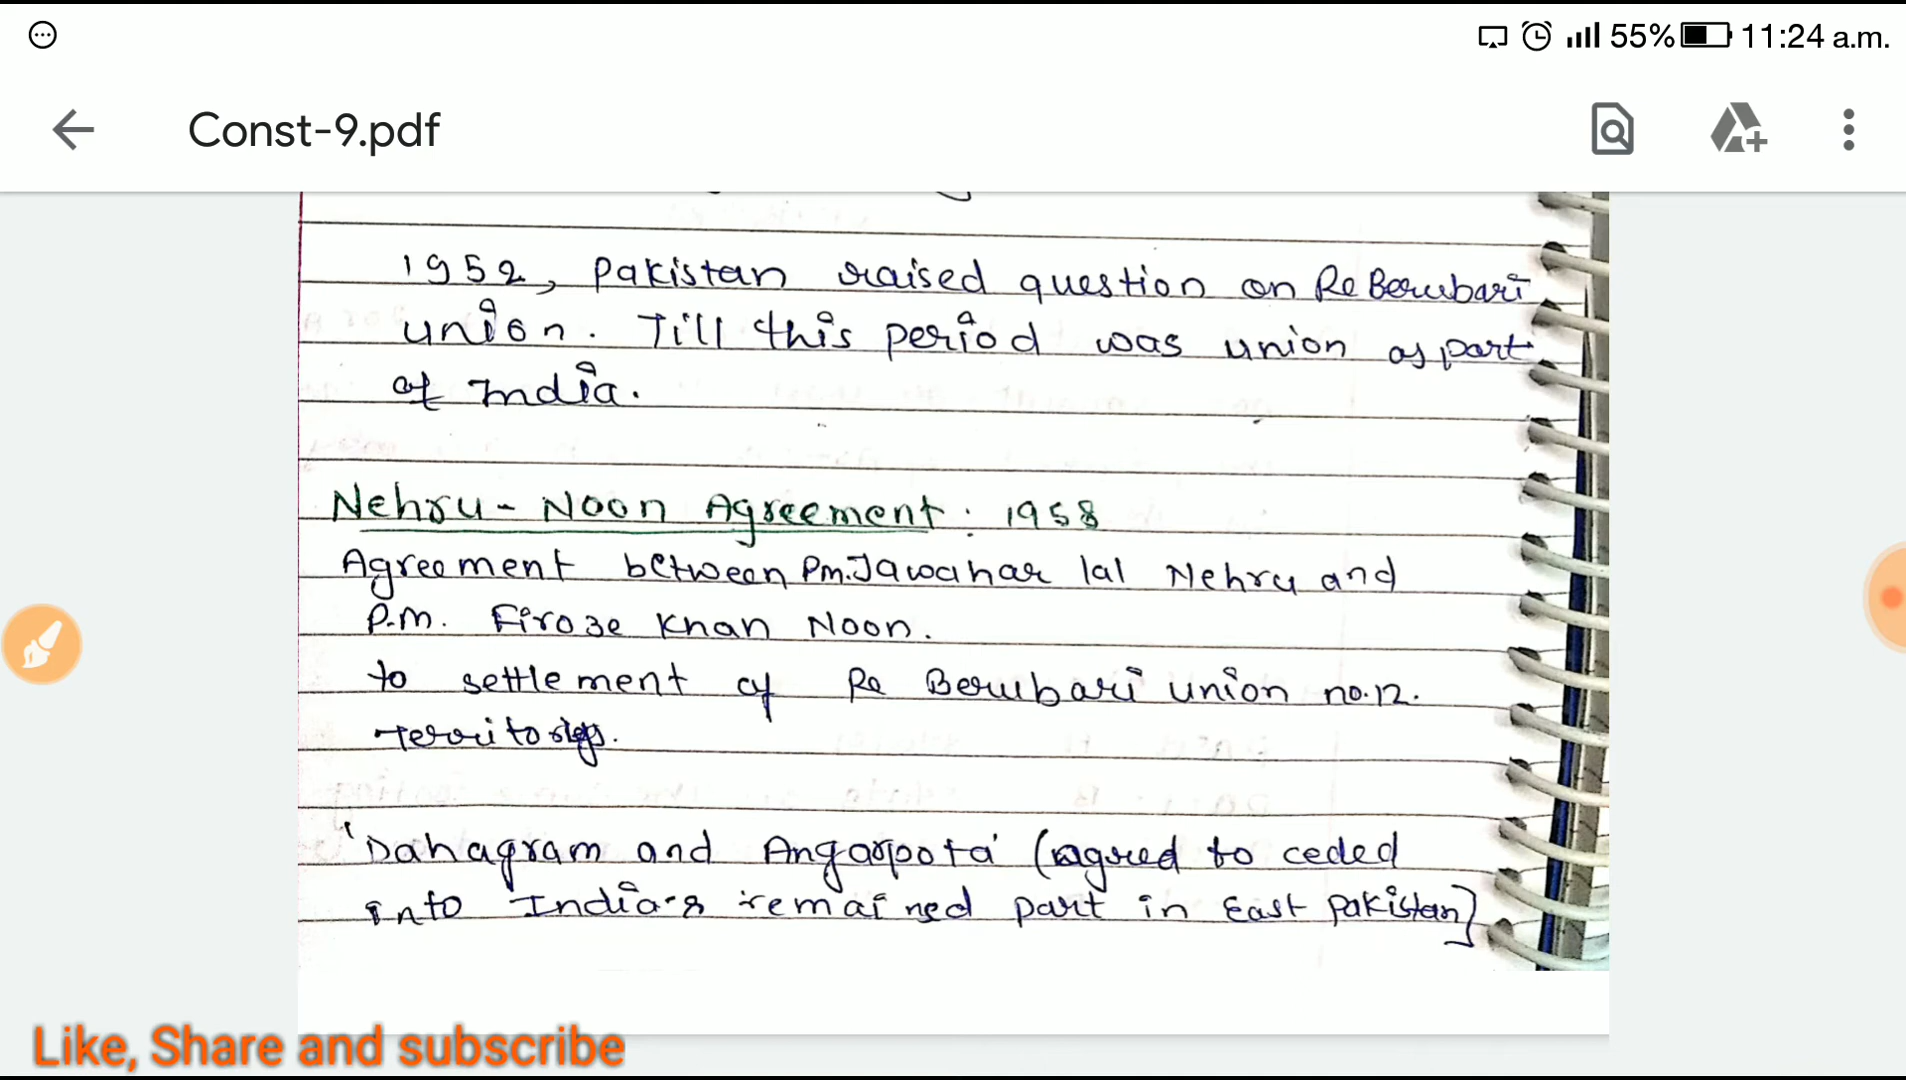 55% 11:24 a.m.
Const-9.pdf
1952, Pakistan raised question on Re Berubari
union. Till this period was union as part
of India.
Nehru - Noon Agreement. 1958
Agreement between Pm. Jawahar lal Nehru and
P.m. Firoze Khan Noon.
to settlement of Re Berubari union no.12.
'Dahagram and Angarpota' (agreed to ceded
into India-s remained part in East Pakistan]
Like, Share and subscribe